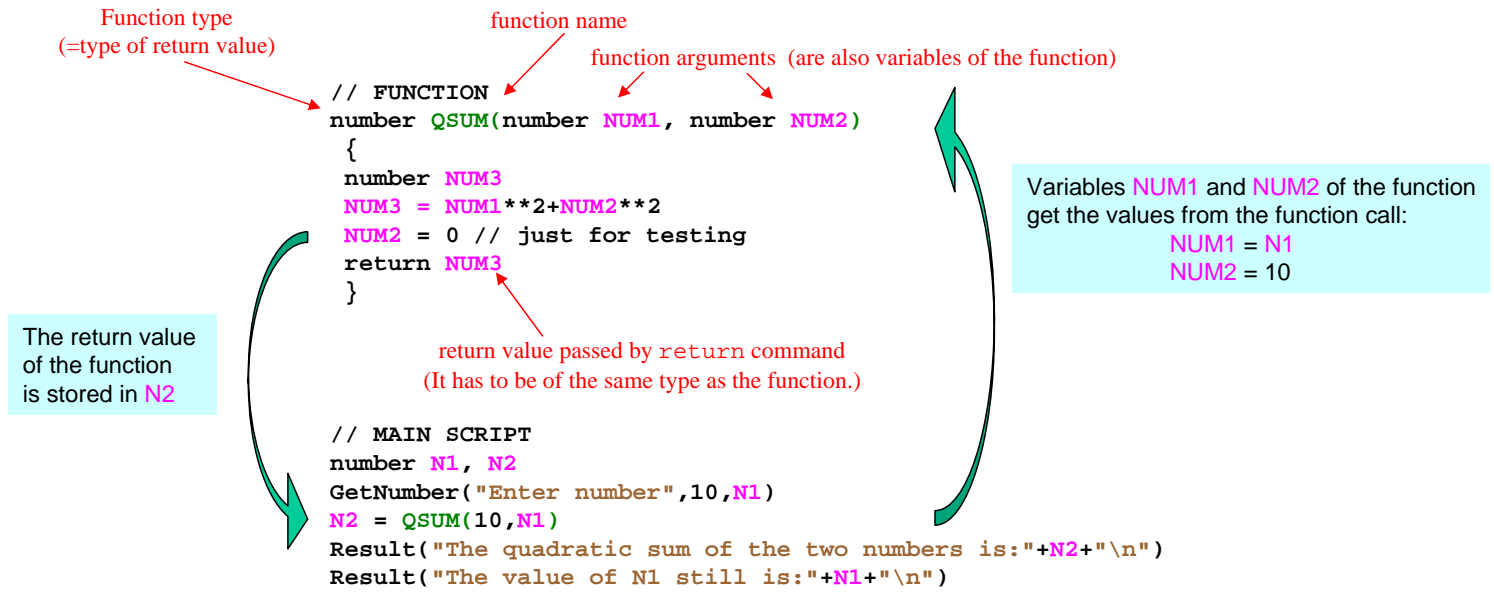 Function type
(=type of return value)
function name
function arguments  (are also variables of the function)
// FUNCTION
number QSUM(number NUM1, number NUM2)
{
number NUM3
NUM3 = NUM1**2+NUM2**2
NUM2 = 0 // just for testing
return NUM3
}
Variables NUM1 and NUM2 of the function
get the values from the function call:
NUM1 = N1
NUM2 = 10
The return value
of the function
is stored in N2
return value passed by return command
(It has to be of the same type as the function.)
// MAIN SCRIPT
number N1, N2
GetNumber("Enter number",10,N1)
N2 = QSUM(10,N1)
Result("The quadratic sum of the two numbers is:"+N2+"\n")
Result("The value of N1 still is:"+N1+"\n")